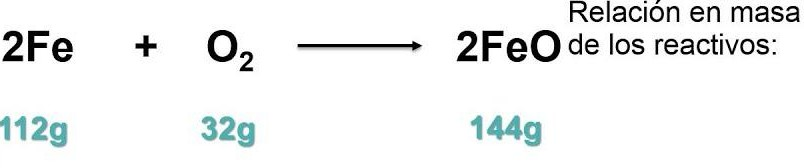 Relación en masa
de los reactivos:
2Fe + O₂ → 2FeO
112g 32g 144g